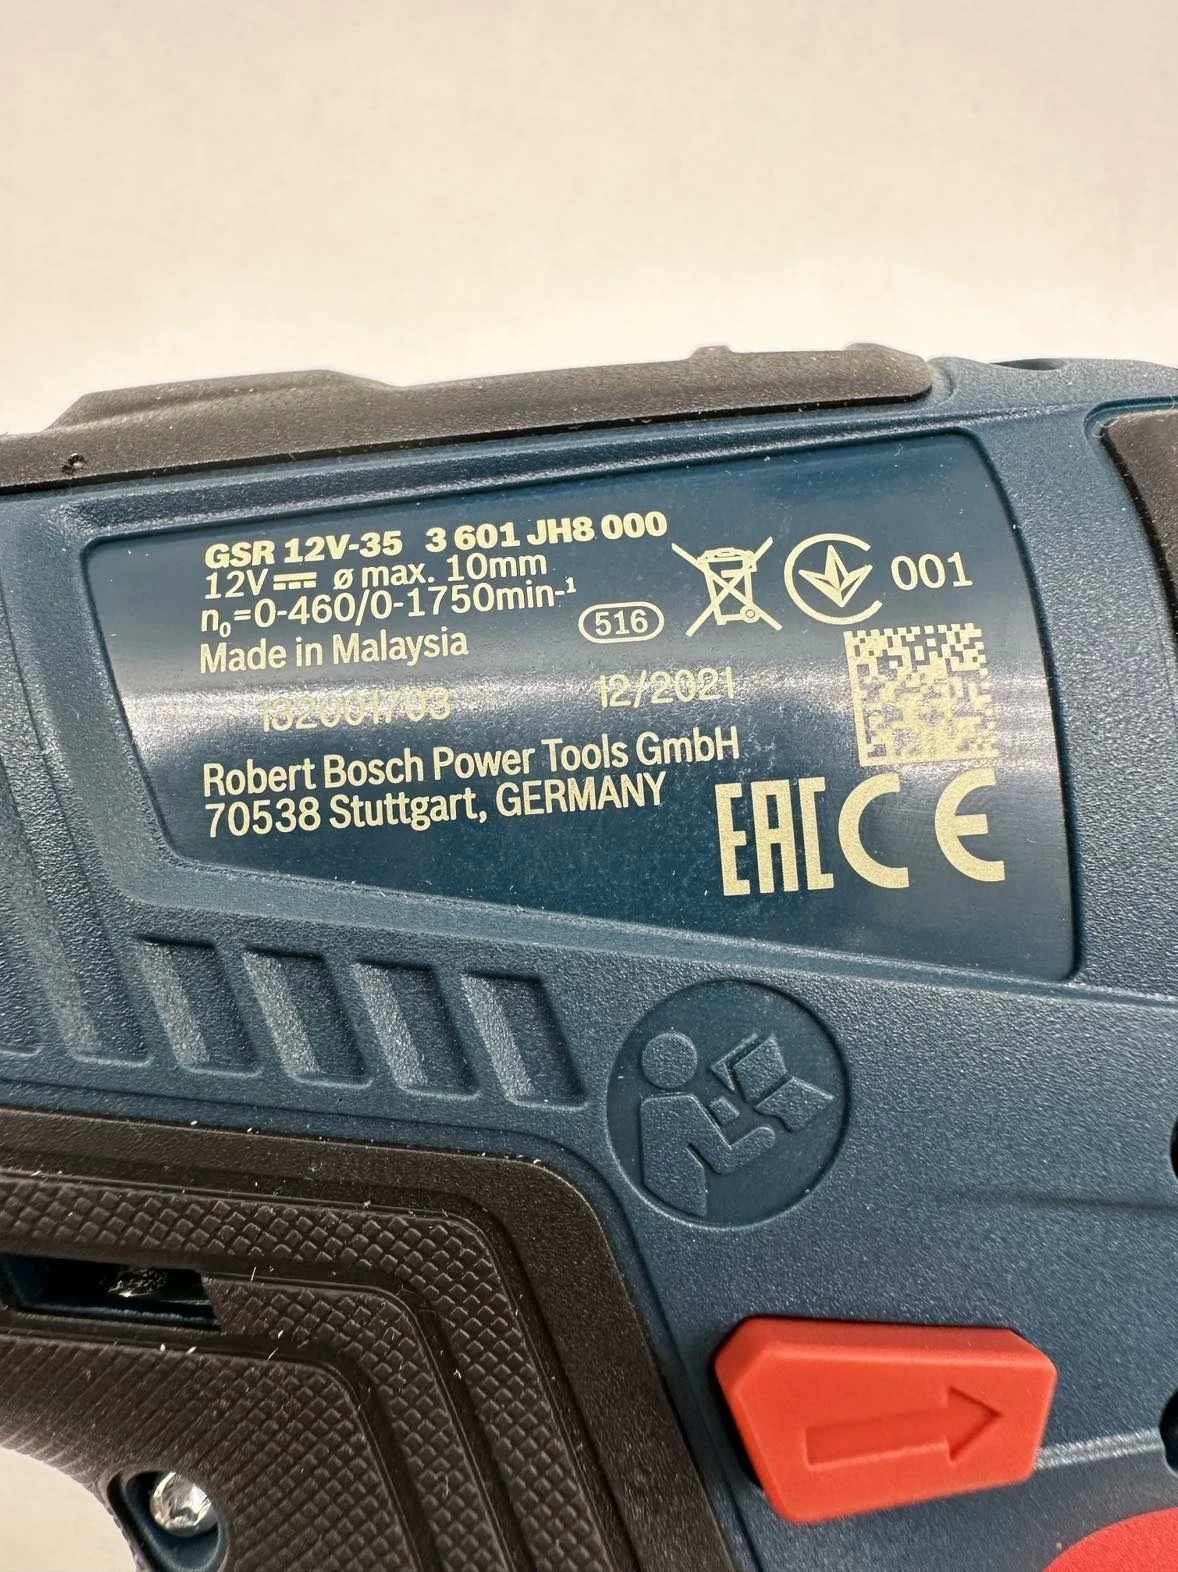 GSR 12V-35 3 601 JH8 000
12V ⎓ ø max. 10mm
n₀=0-460/0-1750min-¹
Made in Malaysia
516
001
132001703 12/2021
Robert Bosch Power Tools GmbH
70538 Stuttgart, GERMANY
EAC CE